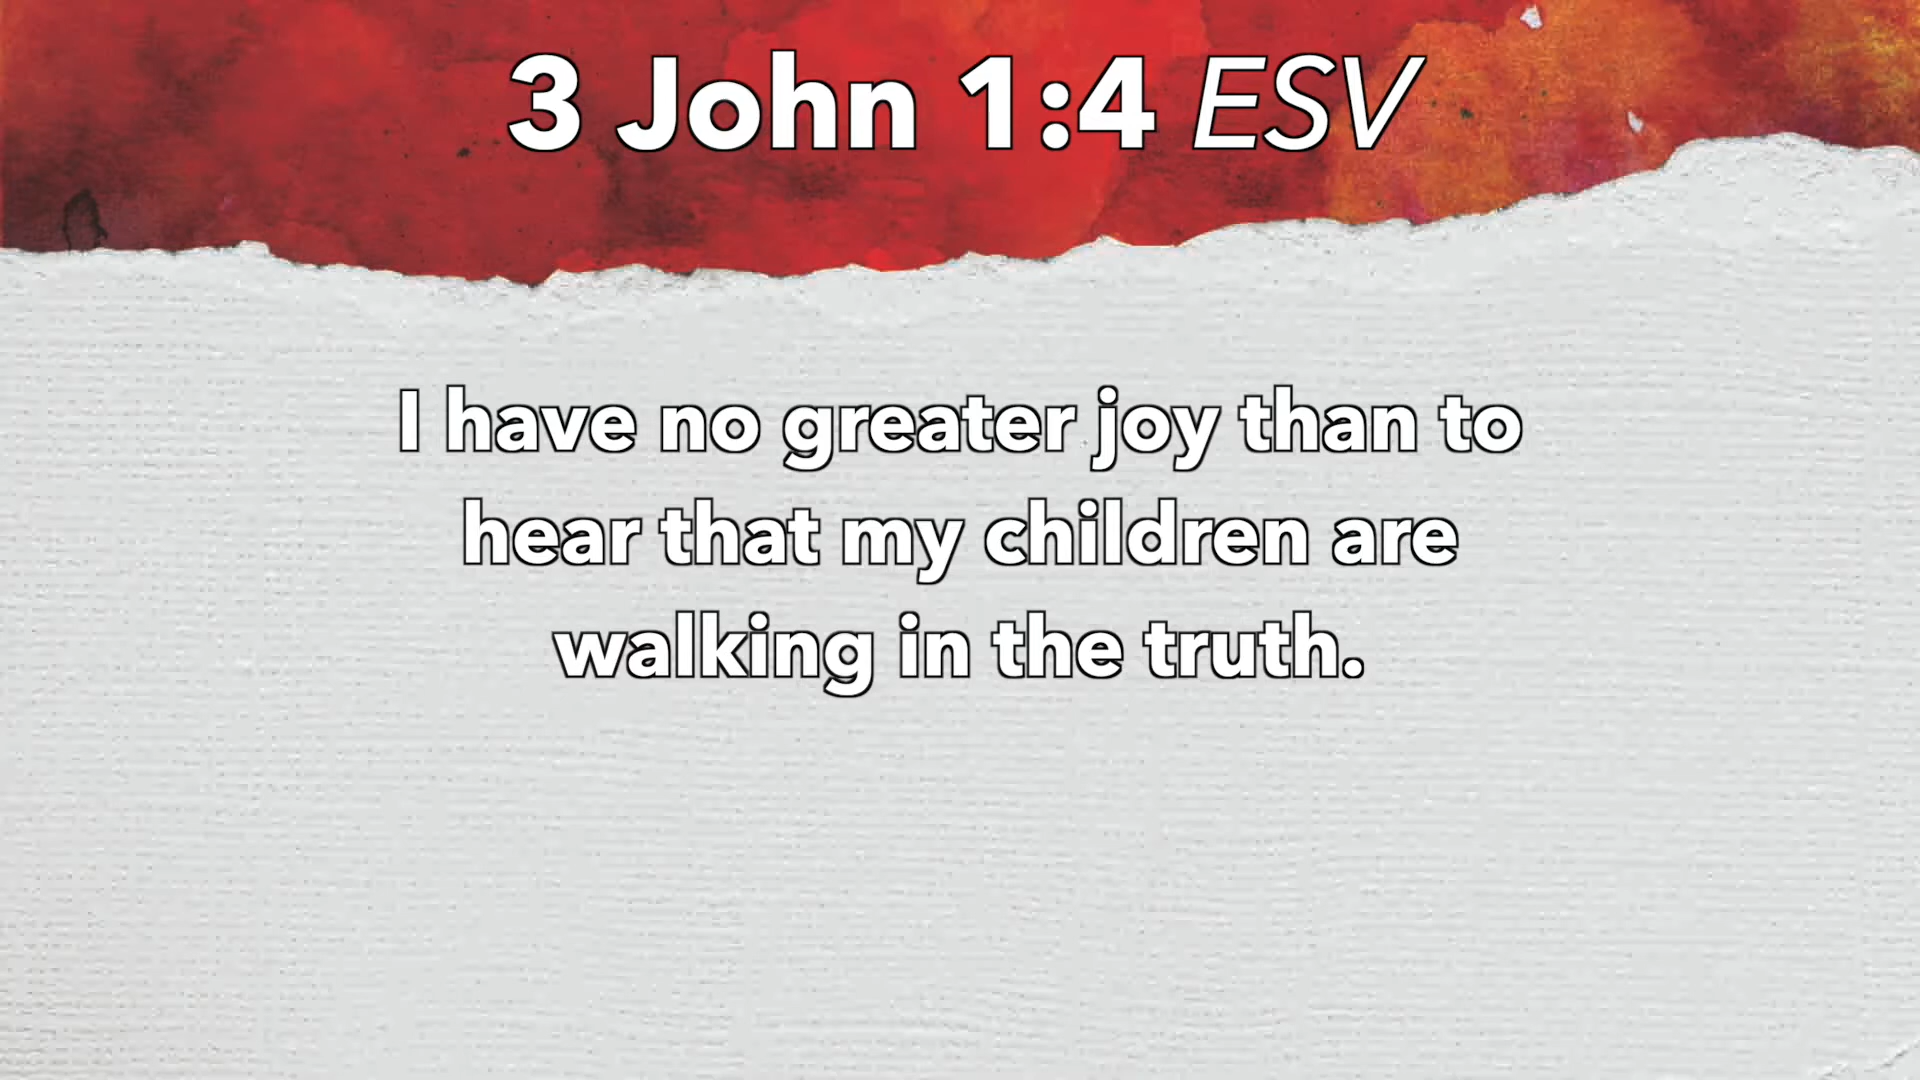 3 John 1:4 ESV
I have no greater joy than to
hear that my children are
walking in the truth.